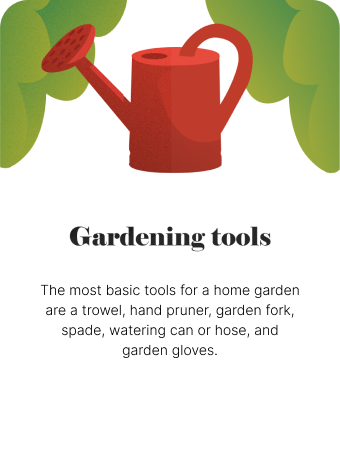 Gardening tools
The most basic tools for a home garden
are a trowel, hand pruner, garden fork,
spade, watering can or hose, and
garden gloves.